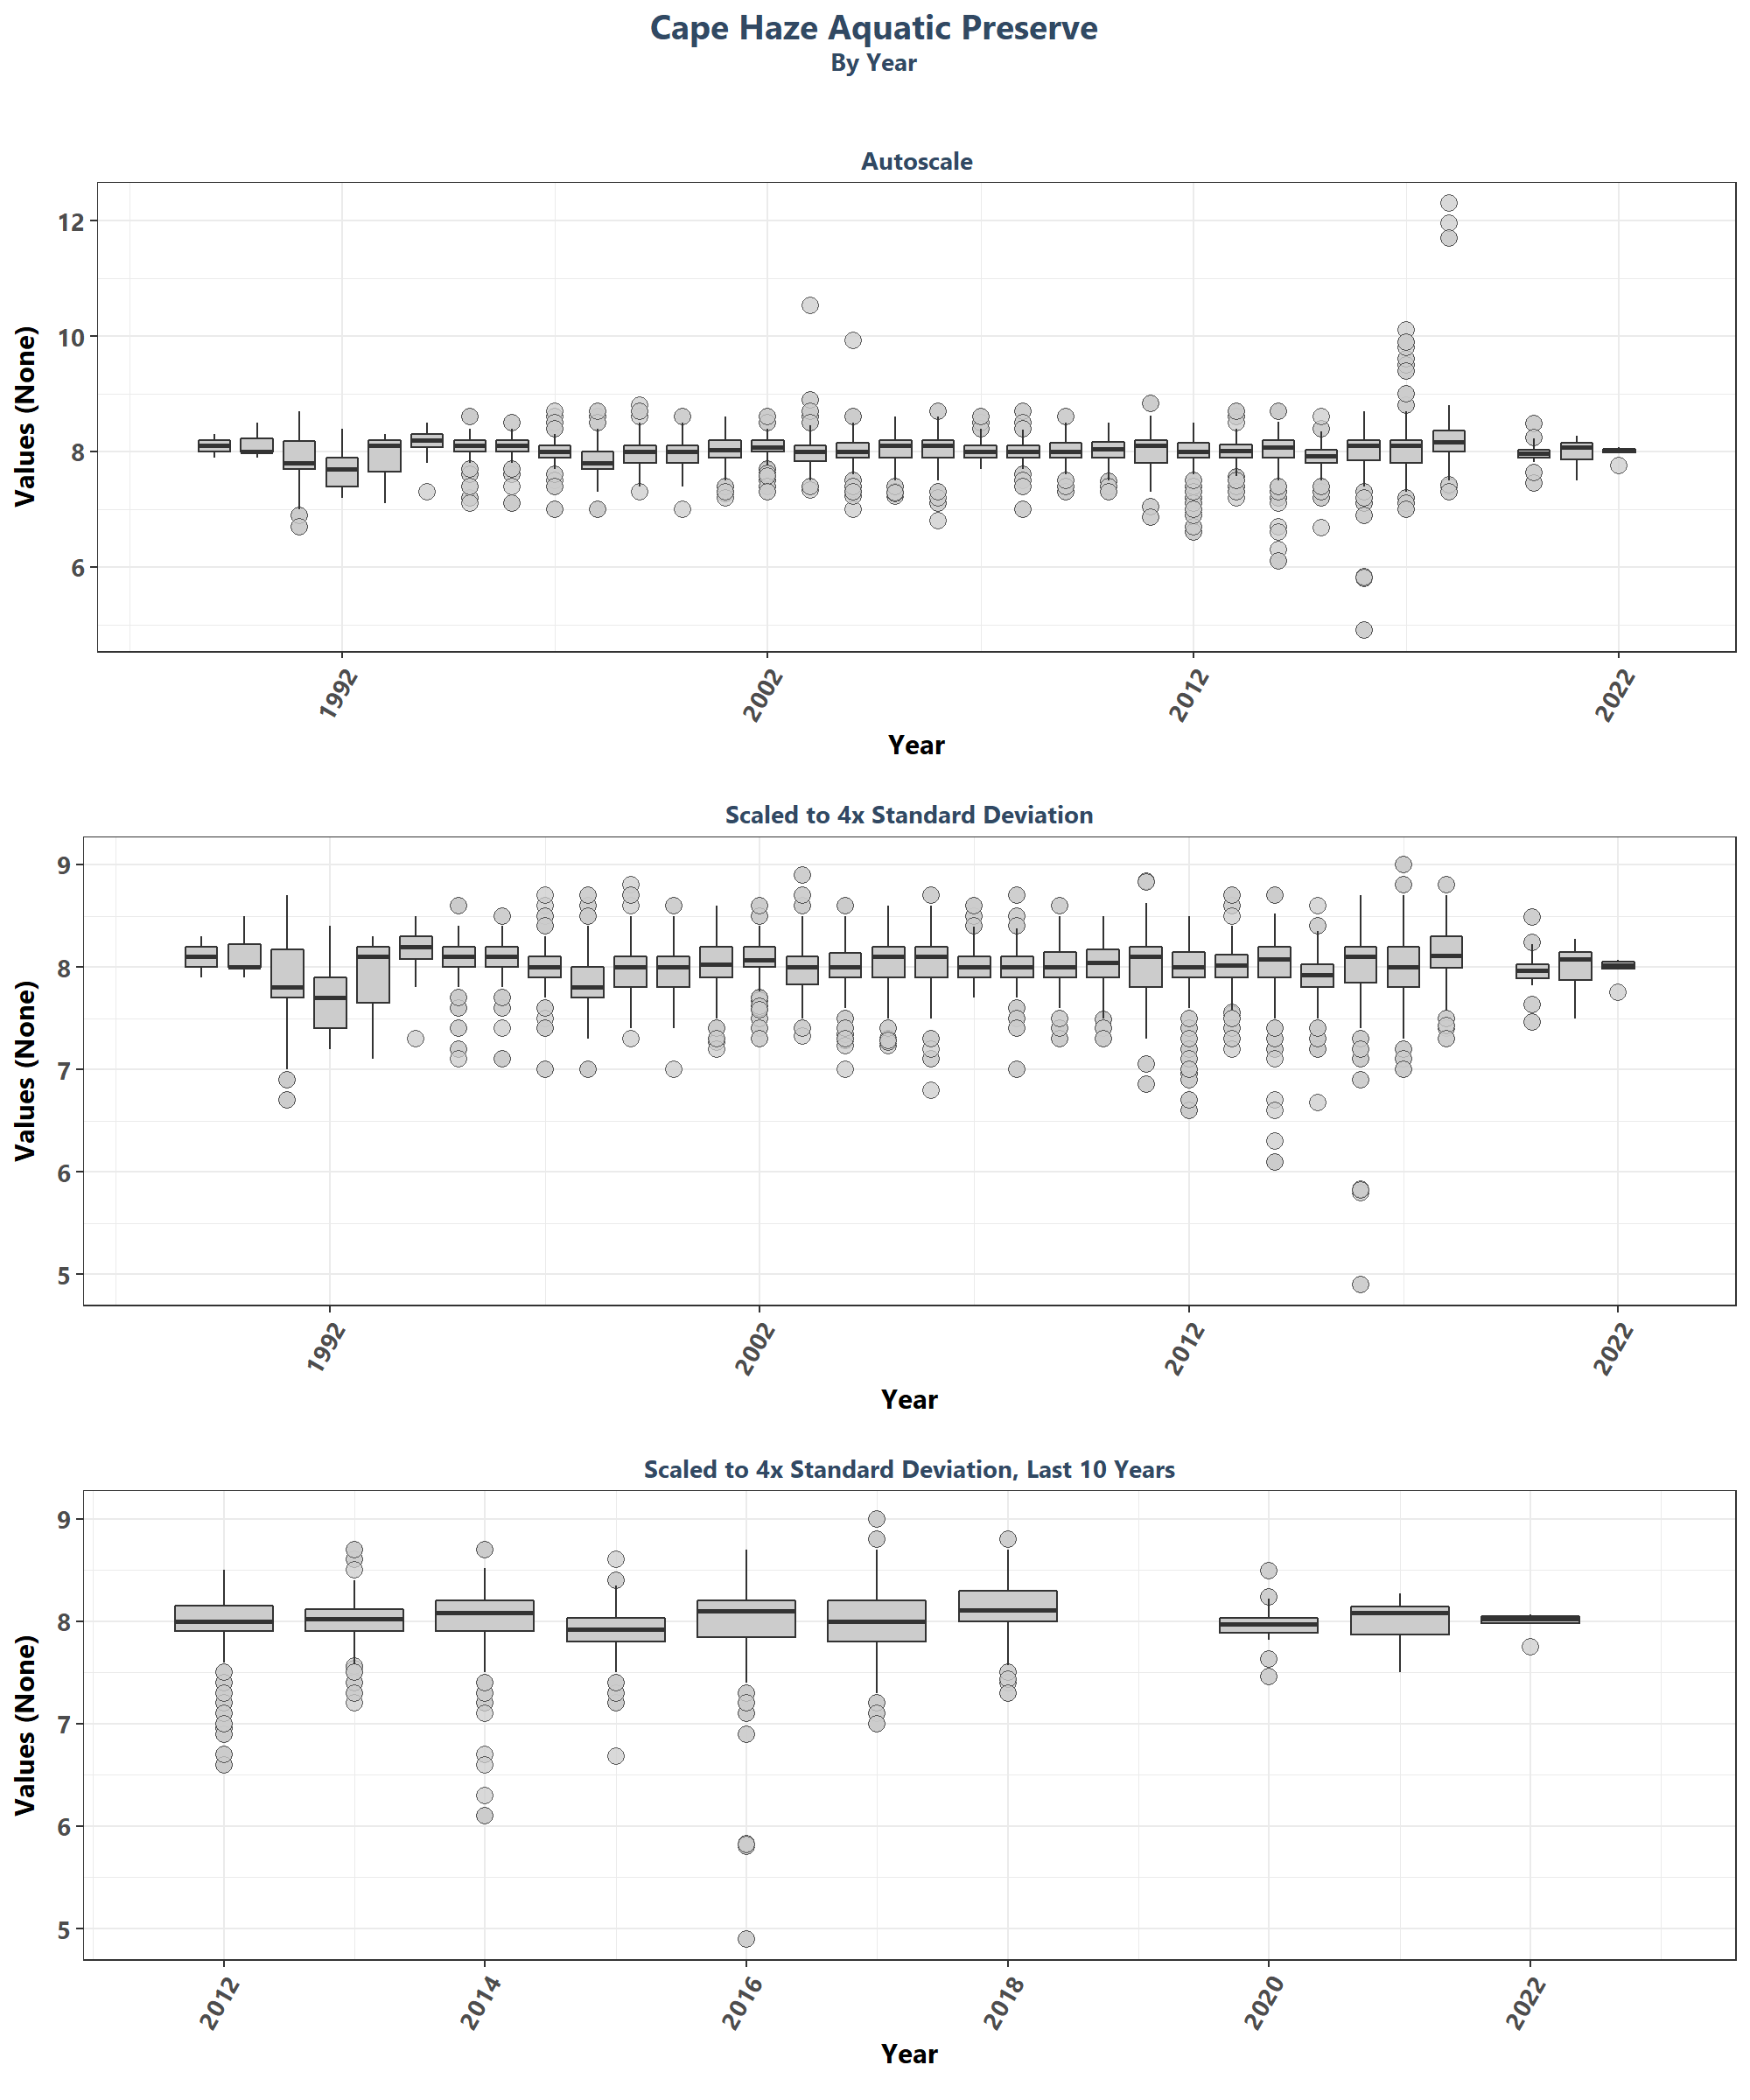 Cape Haze Aquatic Preserve
By Year
Autoscale
12
10
8
6
Values (None)
1992
2002
2012
2022
Year
Scaled to 4x Standard Deviation
9
8
7
6
5
Values (None)
1992
2002
2012
2022
Year
Scaled to 4x Standard Deviation, Last 10 Years
9
8
7
6
5
Values (None)
2012
2014
2016
2018
2020
2022
Year